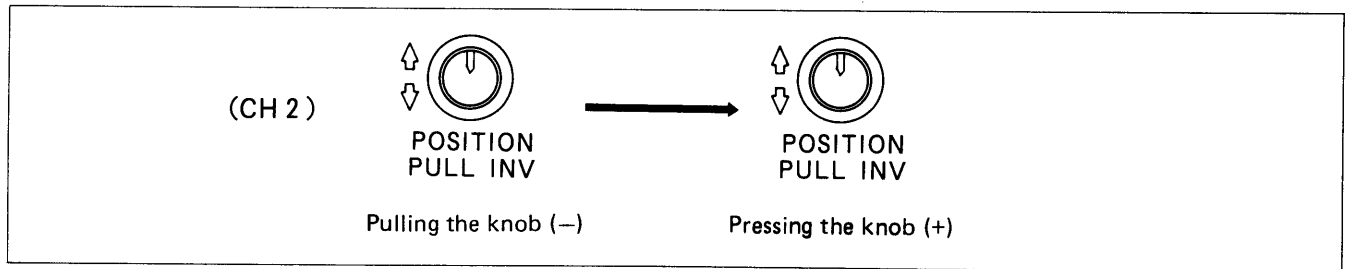 (CH 2)
POSITION
PULL INV
Pulling the knob (—)
POSITION
PULL INV
Pressing the knob (+)